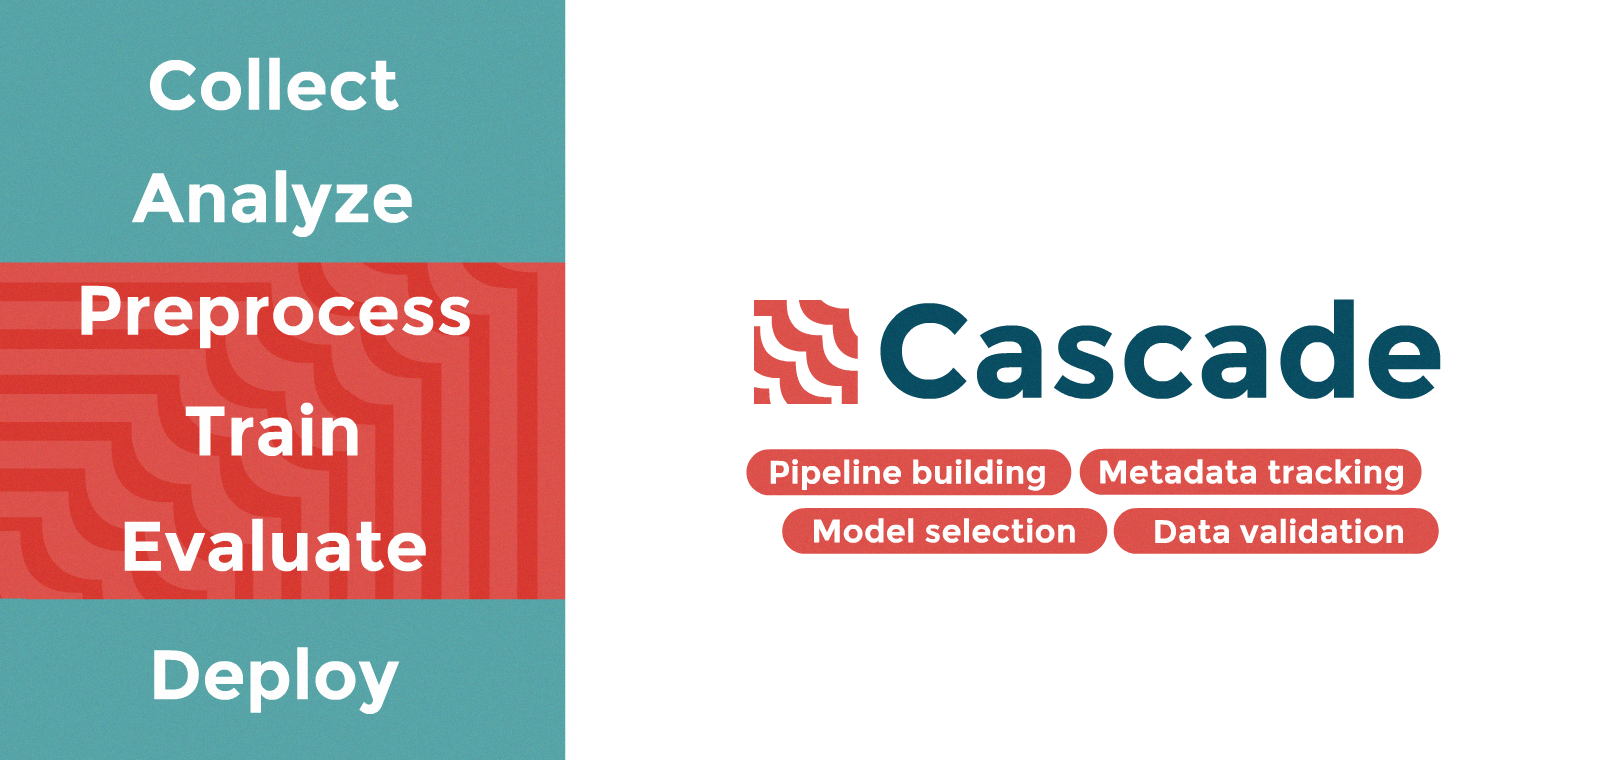 Collect
Analyze
Preprocess
Train
Evaluate
Deploy
Cascade
Pipeline building
Metadata tracking
Model selection
Data validation